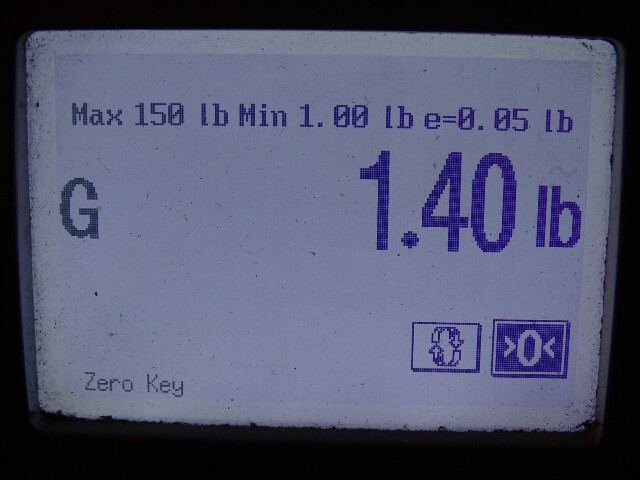 Max 150 lb Min 1.00 lb e=0.05 lb
G 1.40 lb
>0<
Zero Key